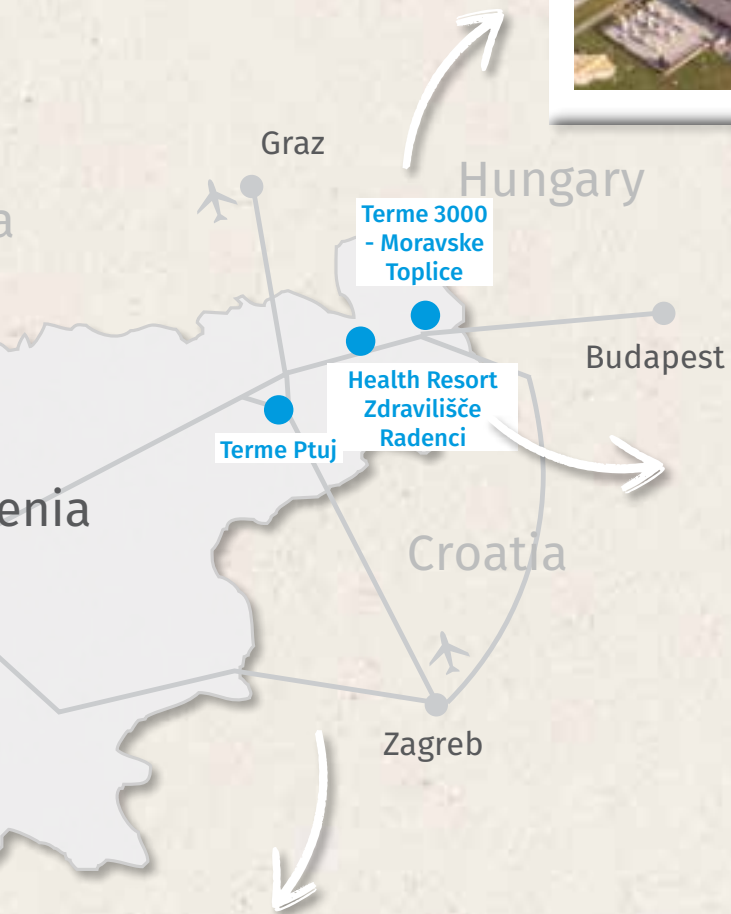 Graz
Hungary
Terme 3000
- Moravske
Toplice
Budapest
Health Resort
Zdravilišče
Radenci
Terme Ptuj
enia
Croatia
Zagreb